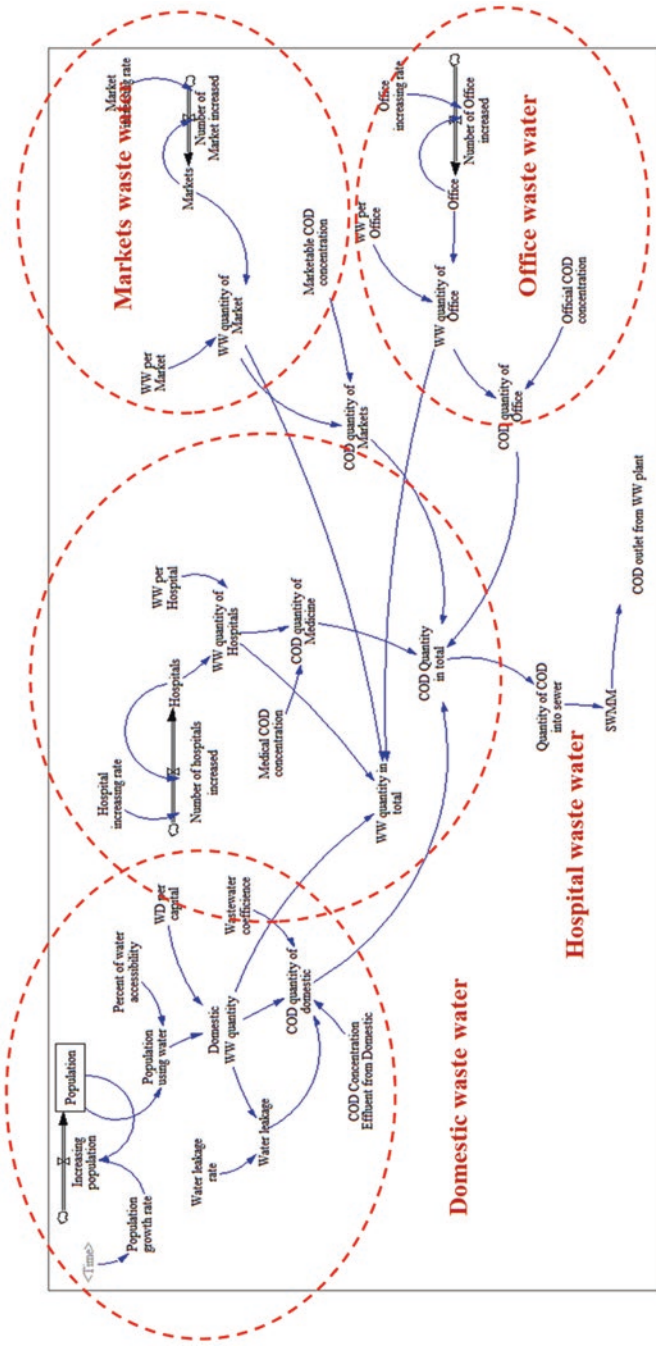 <Time>
Population
growth rate
Increasing
population
Population
Population
using water
Percent of water
accessibility
WD per
capital
Water leakage
rate
Water leakage
Domestic
WW quantity
Wastewater
coefficience
COD quantity of
domestic
COD Concentration
Effluent from Domestic
Domestic waste water
Hospital
increasing rate
Number of hospitals
increased
Hospitals
WW per
Hospital
WW quantity of
Hospitals
Medical COD
concentration
COD quantity of
Medicine
WW quantity in
total
COD Quantity
in total
Quantity of COD
into sewer
SWMM
COD outlet from WW plant
Hospital waste water
Market
increasing rate
Number of
Market increased
Markets
Markets waste water
WW per
Market
WW quantity of
Market
Marketable COD
concentration
COD quantity of
Markets
Office
increasing rate
Number of Office
increased
Office
WW per
Office
WW quantity of
Office
Official COD
concentration
COD quantity of
Office
Office waste water